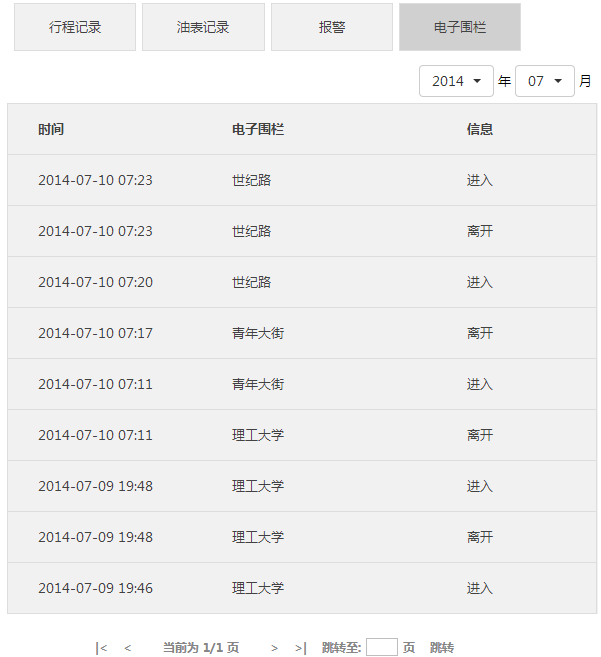 行程记录 油表记录 报警 电子围栏
2014 年 07 月
时间 电子围栏 信息
2014-07-10 07:23 世纪路 进入
2014-07-10 07:23 世纪路 离开
2014-07-10 07:20 世纪路 进入
2014-07-10 07:17 青年大街 离开
2014-07-10 07:11 青年大街 进入
2014-07-10 07:11 理工大学 离开
2014-07-09 19:48 理工大学 进入
2014-07-09 19:48 理工大学 离开
2014-07-09 19:46 理工大学 进入
|< < 当前为 1/1 页 > >| 跳转至: 页 跳转